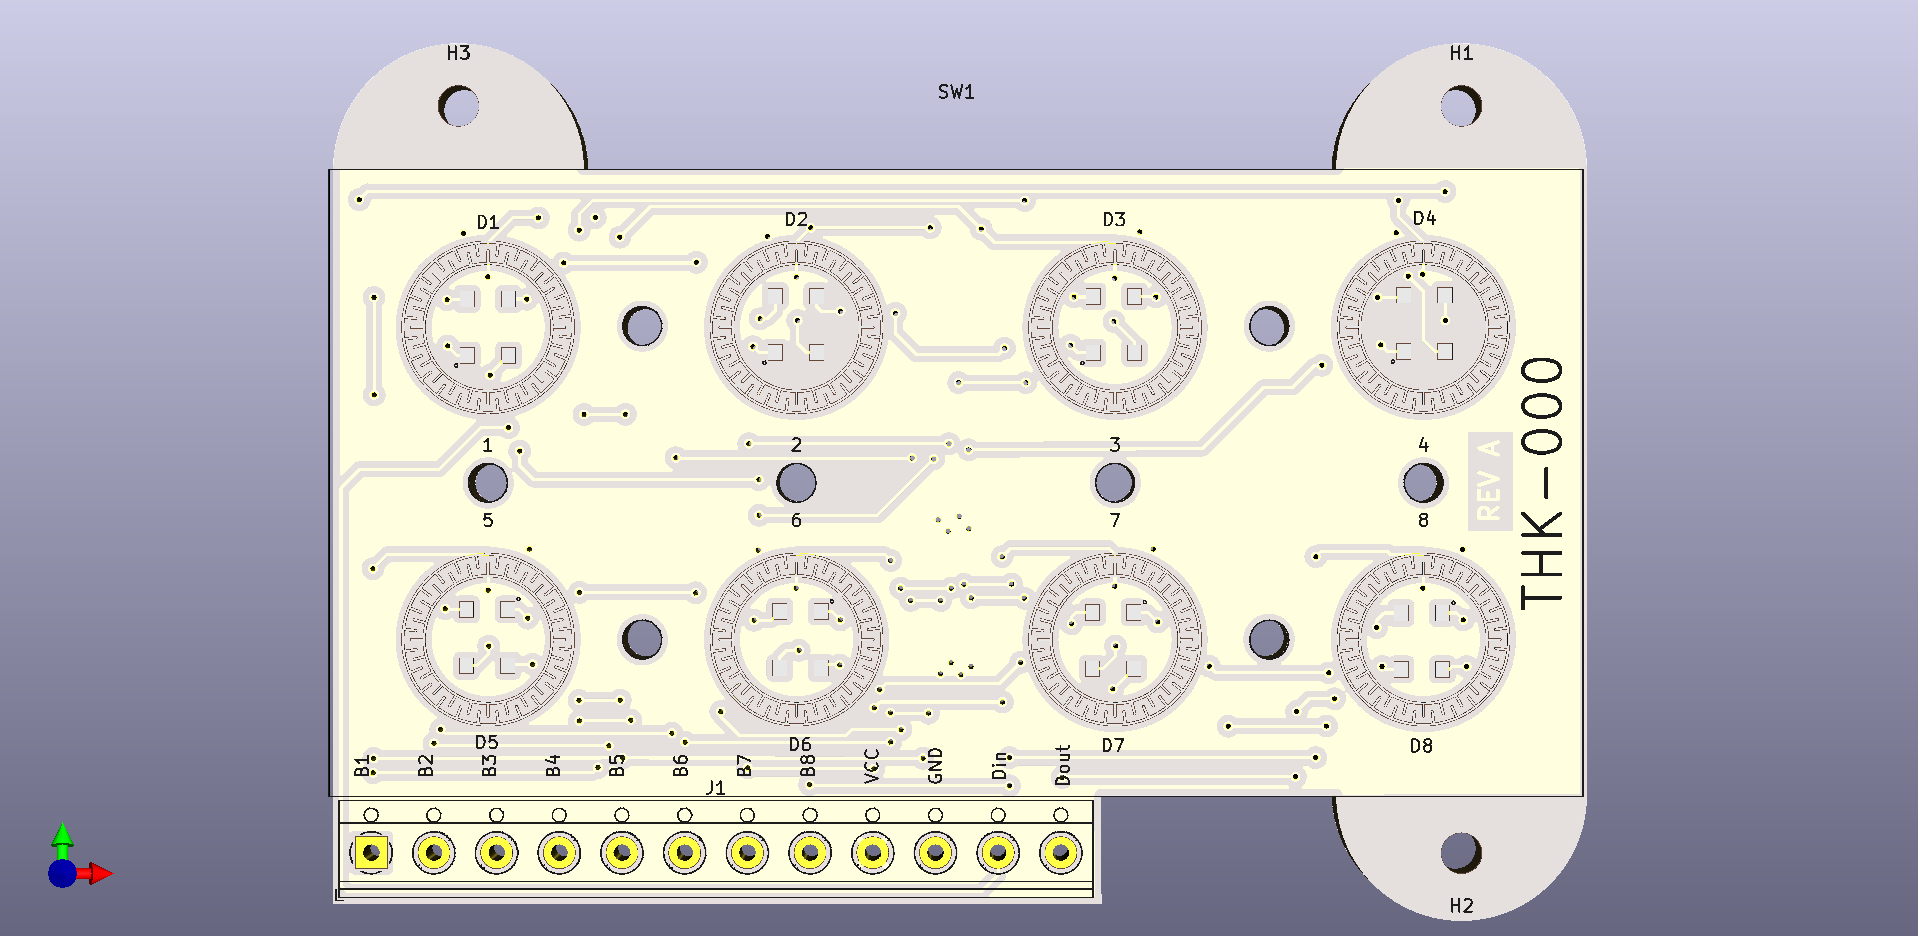 H3
H1
SW1
D1
D2
D3
D4
1
2
3
4
5
6
7
8
REV A
THK-000
D5
D6
D7
D8
B1
B2
B3
B4
B5
B6
B7
B8
VCC
GND
Din
Dout
J1
H2